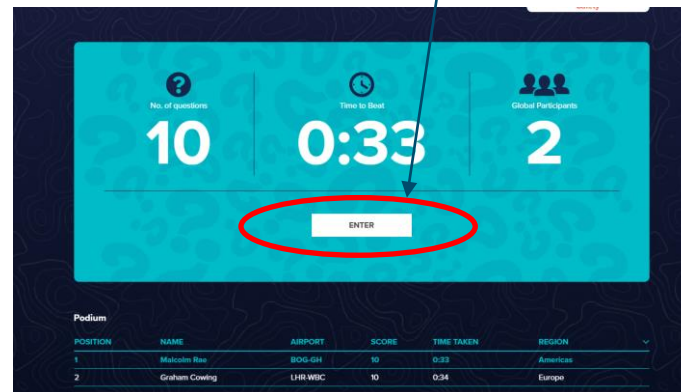 No. of questions
Time to Beat
Global Participants
10
0:33
2
ENTER
Podium
POSITION NAME AIRPORT SCORE TIME TAKEN REGION
1 Malcolm Rae BOG-GH 10 0:33 Americas
2 Graham Cowing LHR-WBC 10 0:34 Europe